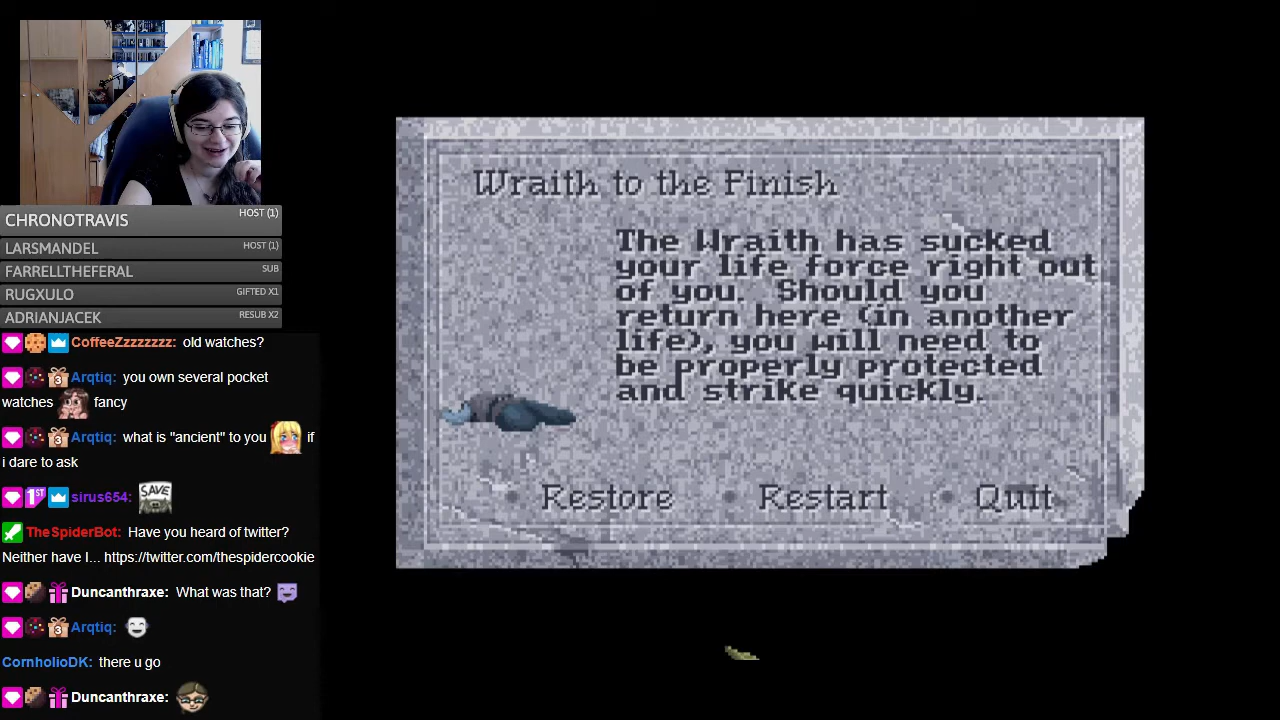 CHRONOTRAVIS HOST (1)
LARSMANDEL HOST (1)
FARRELLTHEFERAL SUB
RUGXULO GIFTED X1
ADRIANJACEK RESUB X2
CoffeeZzzzzzzz: old watches?
Arqtiq: you own several pocket
watches fancy
Arqtiq: what is "ancient" to you if
i dare to ask
sirus654: SAVE
TheSpiderBot: Have you heard of twitter?
Neither have I... https://twitter.com/thespidercookie
Duncanthraxe: What was that?
Arqtiq:
CornholioDK: there u go
Duncanthraxe:
Wraith to the Finish
The Wraith has sucked
your life force right out
of you. Should you
return here (in another
life), you will need to
be properly protected
and strike quickly.
Restore Restart Quit